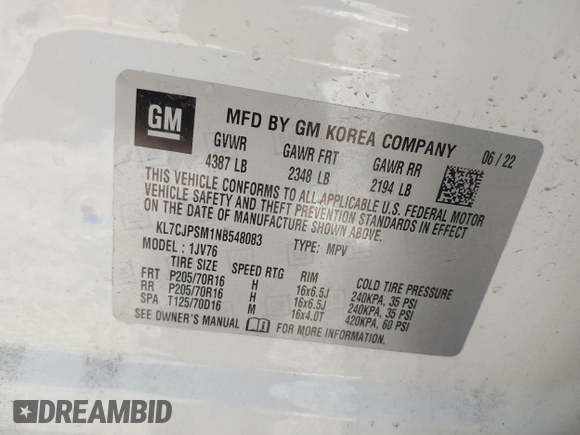 GM
MFD BY GM KOREA COMPANY
GVWR GAWR FRT GAWR RR 06 / 22
4387 LB 2348 LB 2194 LB
THIS VEHICLE CONFORMS TO ALL APPLICABLE U.S. FEDERAL MOTOR
VEHICLE SAFETY AND THEFT PREVENTION STANDARDS IN EFFECT
ON THE DATE OF MANUFACTURE SHOWN ABOVE.
KL7CJPSM1NB548083 TYPE: MPV
MODEL: 1JV76
TIRE SIZE SPEED RTG RIM COLD TIRE PRESSURE
FRT P205/70R16 H 16x6.5J 240KPA, 35 PSI
RR P205/70R16 H 16x6.5J 240KPA, 35 PSI
SPA T125/70D16 M 16x4.0T 420KPA, 60 PSI
SEE OWNER'S MANUAL FOR MORE INFORMATION.
DREAMBID